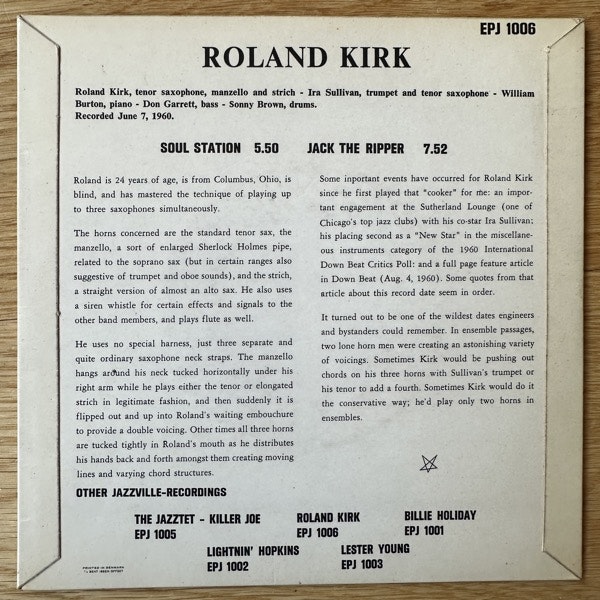 EPJ 1006
ROLAND KIRK
Roland Kirk, tenor saxophone, manzello and strich - Ira Sullivan, trumpet and tenor saxophone - William
Burton, piano - Don Garrett, bass - Sonny Brown, drums.
Recorded June 7, 1960.
SOUL STATION 5.50 JACK THE RIPPER 7.52
Roland is 24 years of age, is from Columbus, Ohio, is
blind, and has mastered the technique of playing up
to three saxophones simultaneously.
The horns concerned are the standard tenor sax, the
manzello, a sort of enlarged Sherlock Holmes pipe,
related to the soprano sax (but in certain ranges also
suggestive of trumpet and oboe sounds), and the strich,
a straight version of almost an alto sax. He also uses
a siren whistle for certain effects and signals to the
other band members, and plays flute as well.
He uses no special harness, just three separate and
quite ordinary saxophone neck straps. The manzello
hangs around his neck tucked horizontally under his
right arm while he plays either the tenor or elongated
strich in legitimate fashion, and then suddenly it is
flipped out and up into Roland's waiting embouchure
to provide a double voicing. Other times all three horns
are tucked tightly in Roland's mouth as he distributes
his hands back and forth amongst them creating moving
lines and varying chord structures.
Some inportant events have occurred for Roland Kirk
since he first played that "cooker" for me: an impor-
tant engagement at the Sutherland Lounge (one of
Chicago's top jazz clubs) with his co-star Ira Sullivan;
his placing second as a "New Star" in the miscellane-
ous instruments category of the 1960 International
Down Beat Critics Poll: and a full page feature article
in Down Beat (Aug. 4, 1960). Some quotes from that
article about this record date seem in order.
It turned out to be one of the wildest dates engineers
and bystanders could remember. In ensemble passages,
two lone horn men were creating an astonishing variety
of voicings. Sometimes Kirk would be pushing out
chords on his three horns with Sullivan's trumpet or
his tenor to add a fourth. Sometimes Kirk would do it
the conservative way; he'd play only two horns in
ensembles.
OTHER JAZZVILLE-RECORDINGS
THE JAZZTET - KILLER JOE
EPJ 1005
ROLAND KIRK
EPJ 1006
BILLIE HOLIDAY
EPJ 1001
LIGHTNIN' HOPKINS
EPJ 1002
LESTER YOUNG
EPJ 1003
PRINTED IN DENMARK